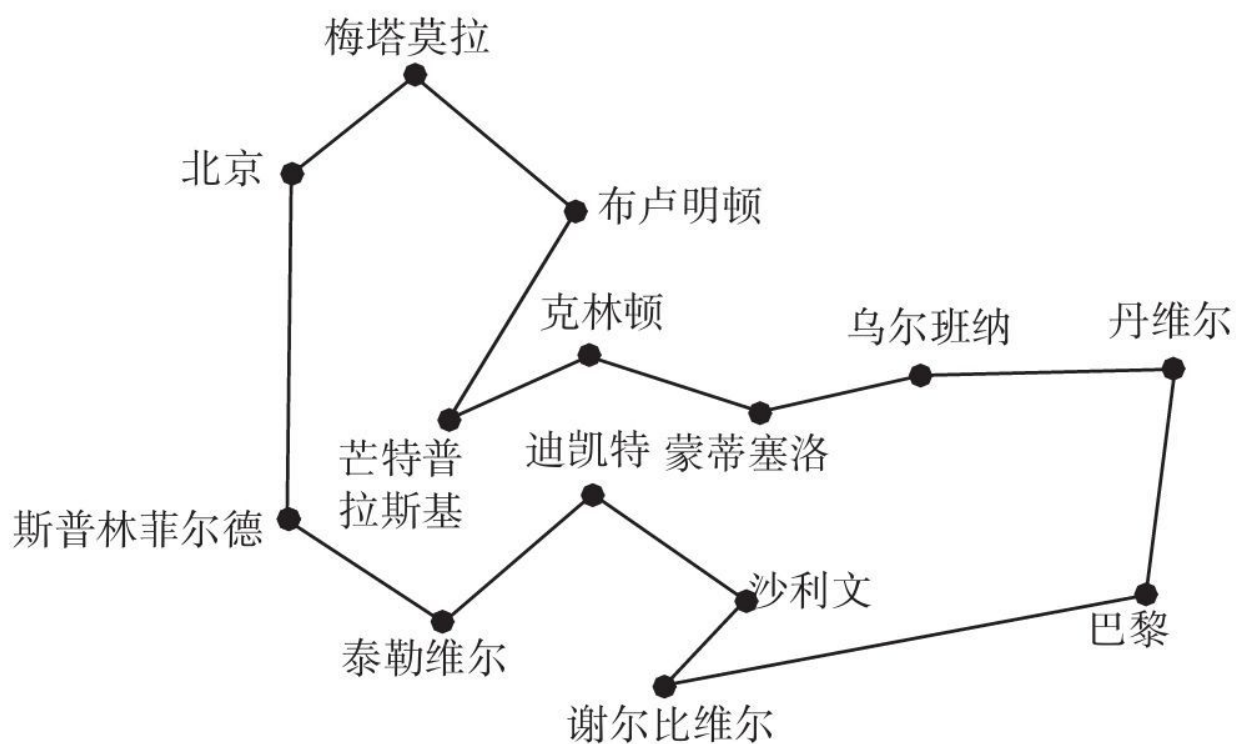 梅塔莫拉
北京
布卢明顿
克林顿
乌尔班纳
丹维尔
芒特普
拉斯基
迪凯特
蒙蒂塞洛
斯普林菲尔德
沙利文
巴黎
泰勒维尔
谢尔比维尔